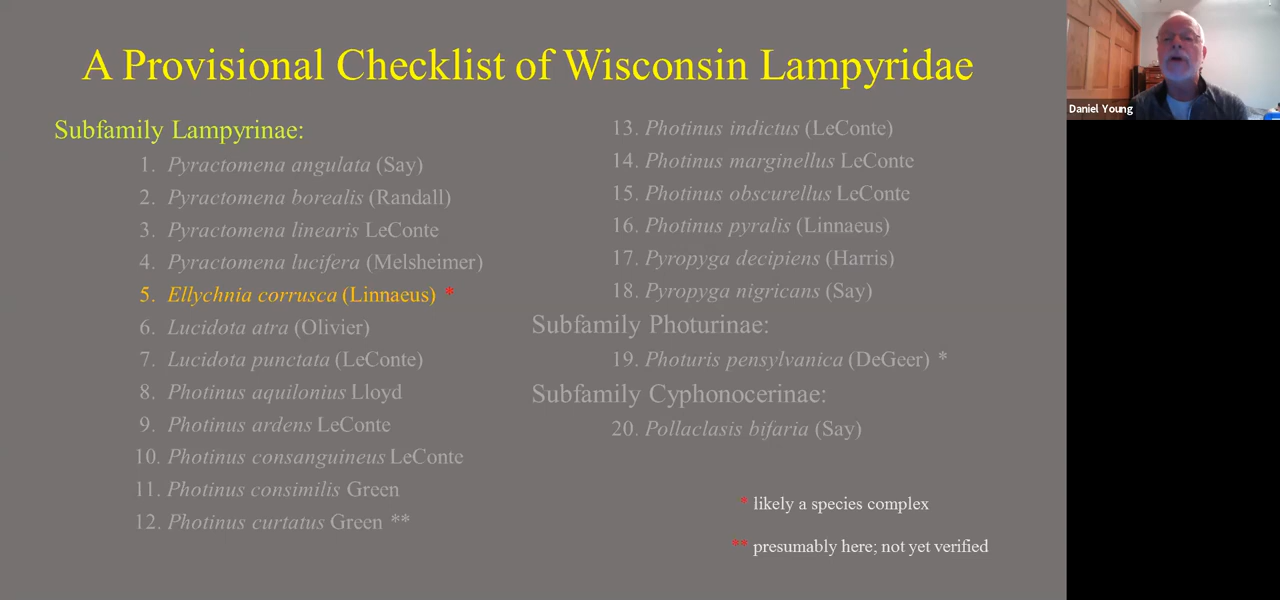 A Provisional Checklist of Wisconsin Lampyridae
Subfamily Lampyrinae:
1. Pyractomena angulata (Say)
2. Pyractomena borealis (Randall)
3. Pyractomena linearis LeConte
4. Pyractomena lucifera (Melsheimer)
5. Ellychnia corrusca (Linnaeus) *
6. Lucidota atra (Olivier)
7. Lucidota punctata (LeConte)
8. Photinus aquilonius Lloyd
9. Photinus ardens LeConte
10. Photinus consanguineus LeConte
11. Photinus consimilis Green
12. Photinus curtatus Green **
13. Photinus indictus (LeConte)
14. Photinus marginellus LeConte
15. Photinus obscurellus LeConte
16. Photinus pyralis (Linnaeus)
17. Pyropyga decipiens (Harris)
18. Pyropyga nigricans (Say)
Subfamily Photurinae:
19. Photuris pensylvanica (DeGeer) *
Subfamily Cyphonocerinae:
20. Pollaclasis bifaria (Say)
* likely a species complex
** presumably here; not yet verified
Daniel Young